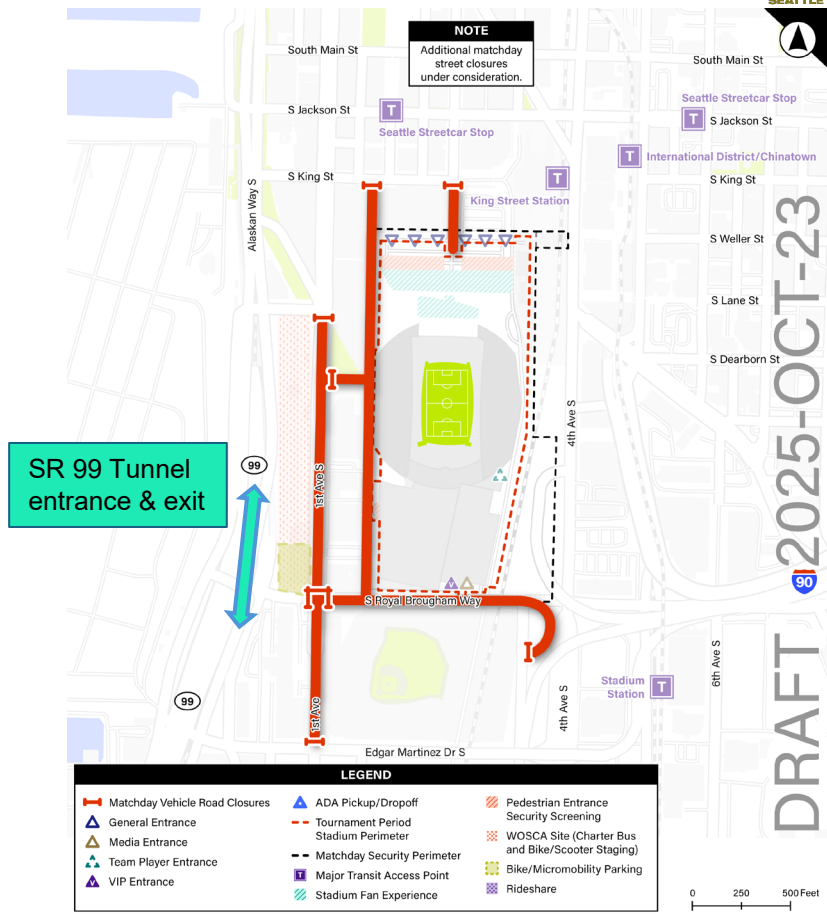 SEATTLE
NOTE
Additional matchday
street closures
under consideration.
South Main St
South Main St
Seattle Streetcar Stop
S Jackson St
T
T
S Jackson St
Seattle Streetcar Stop
T
International District/Chinatown
S King St
T
S King St
King Street Station
Alaskan Way S
S Weller St
S Lane St
S Dearborn St
4th Ave S
SR 99 Tunnel
entrance & exit
99
1st Ave S
2025-OCT-23
90
V
S Royal Brougham Way
Stadium
Station
T
6th Ave S
4th Ave S
99
1st Ave
DRAFT
Edgar Martinez Dr S
LEGEND
Matchday Vehicle Road Closures
General Entrance
Media Entrance
Team Player Entrance
V VIP Entrance
ADA Pickup/Dropoff
Tournament Period
Stadium Perimeter
Matchday Security Perimeter
T Major Transit Access Point
Stadium Fan Experience
Pedestrian Entrance
Security Screening
WOSCA Site (Charter Bus
and Bike/Scooter Staging)
Bike/Micromobility Parking
Rideshare
0 250 500 Feet